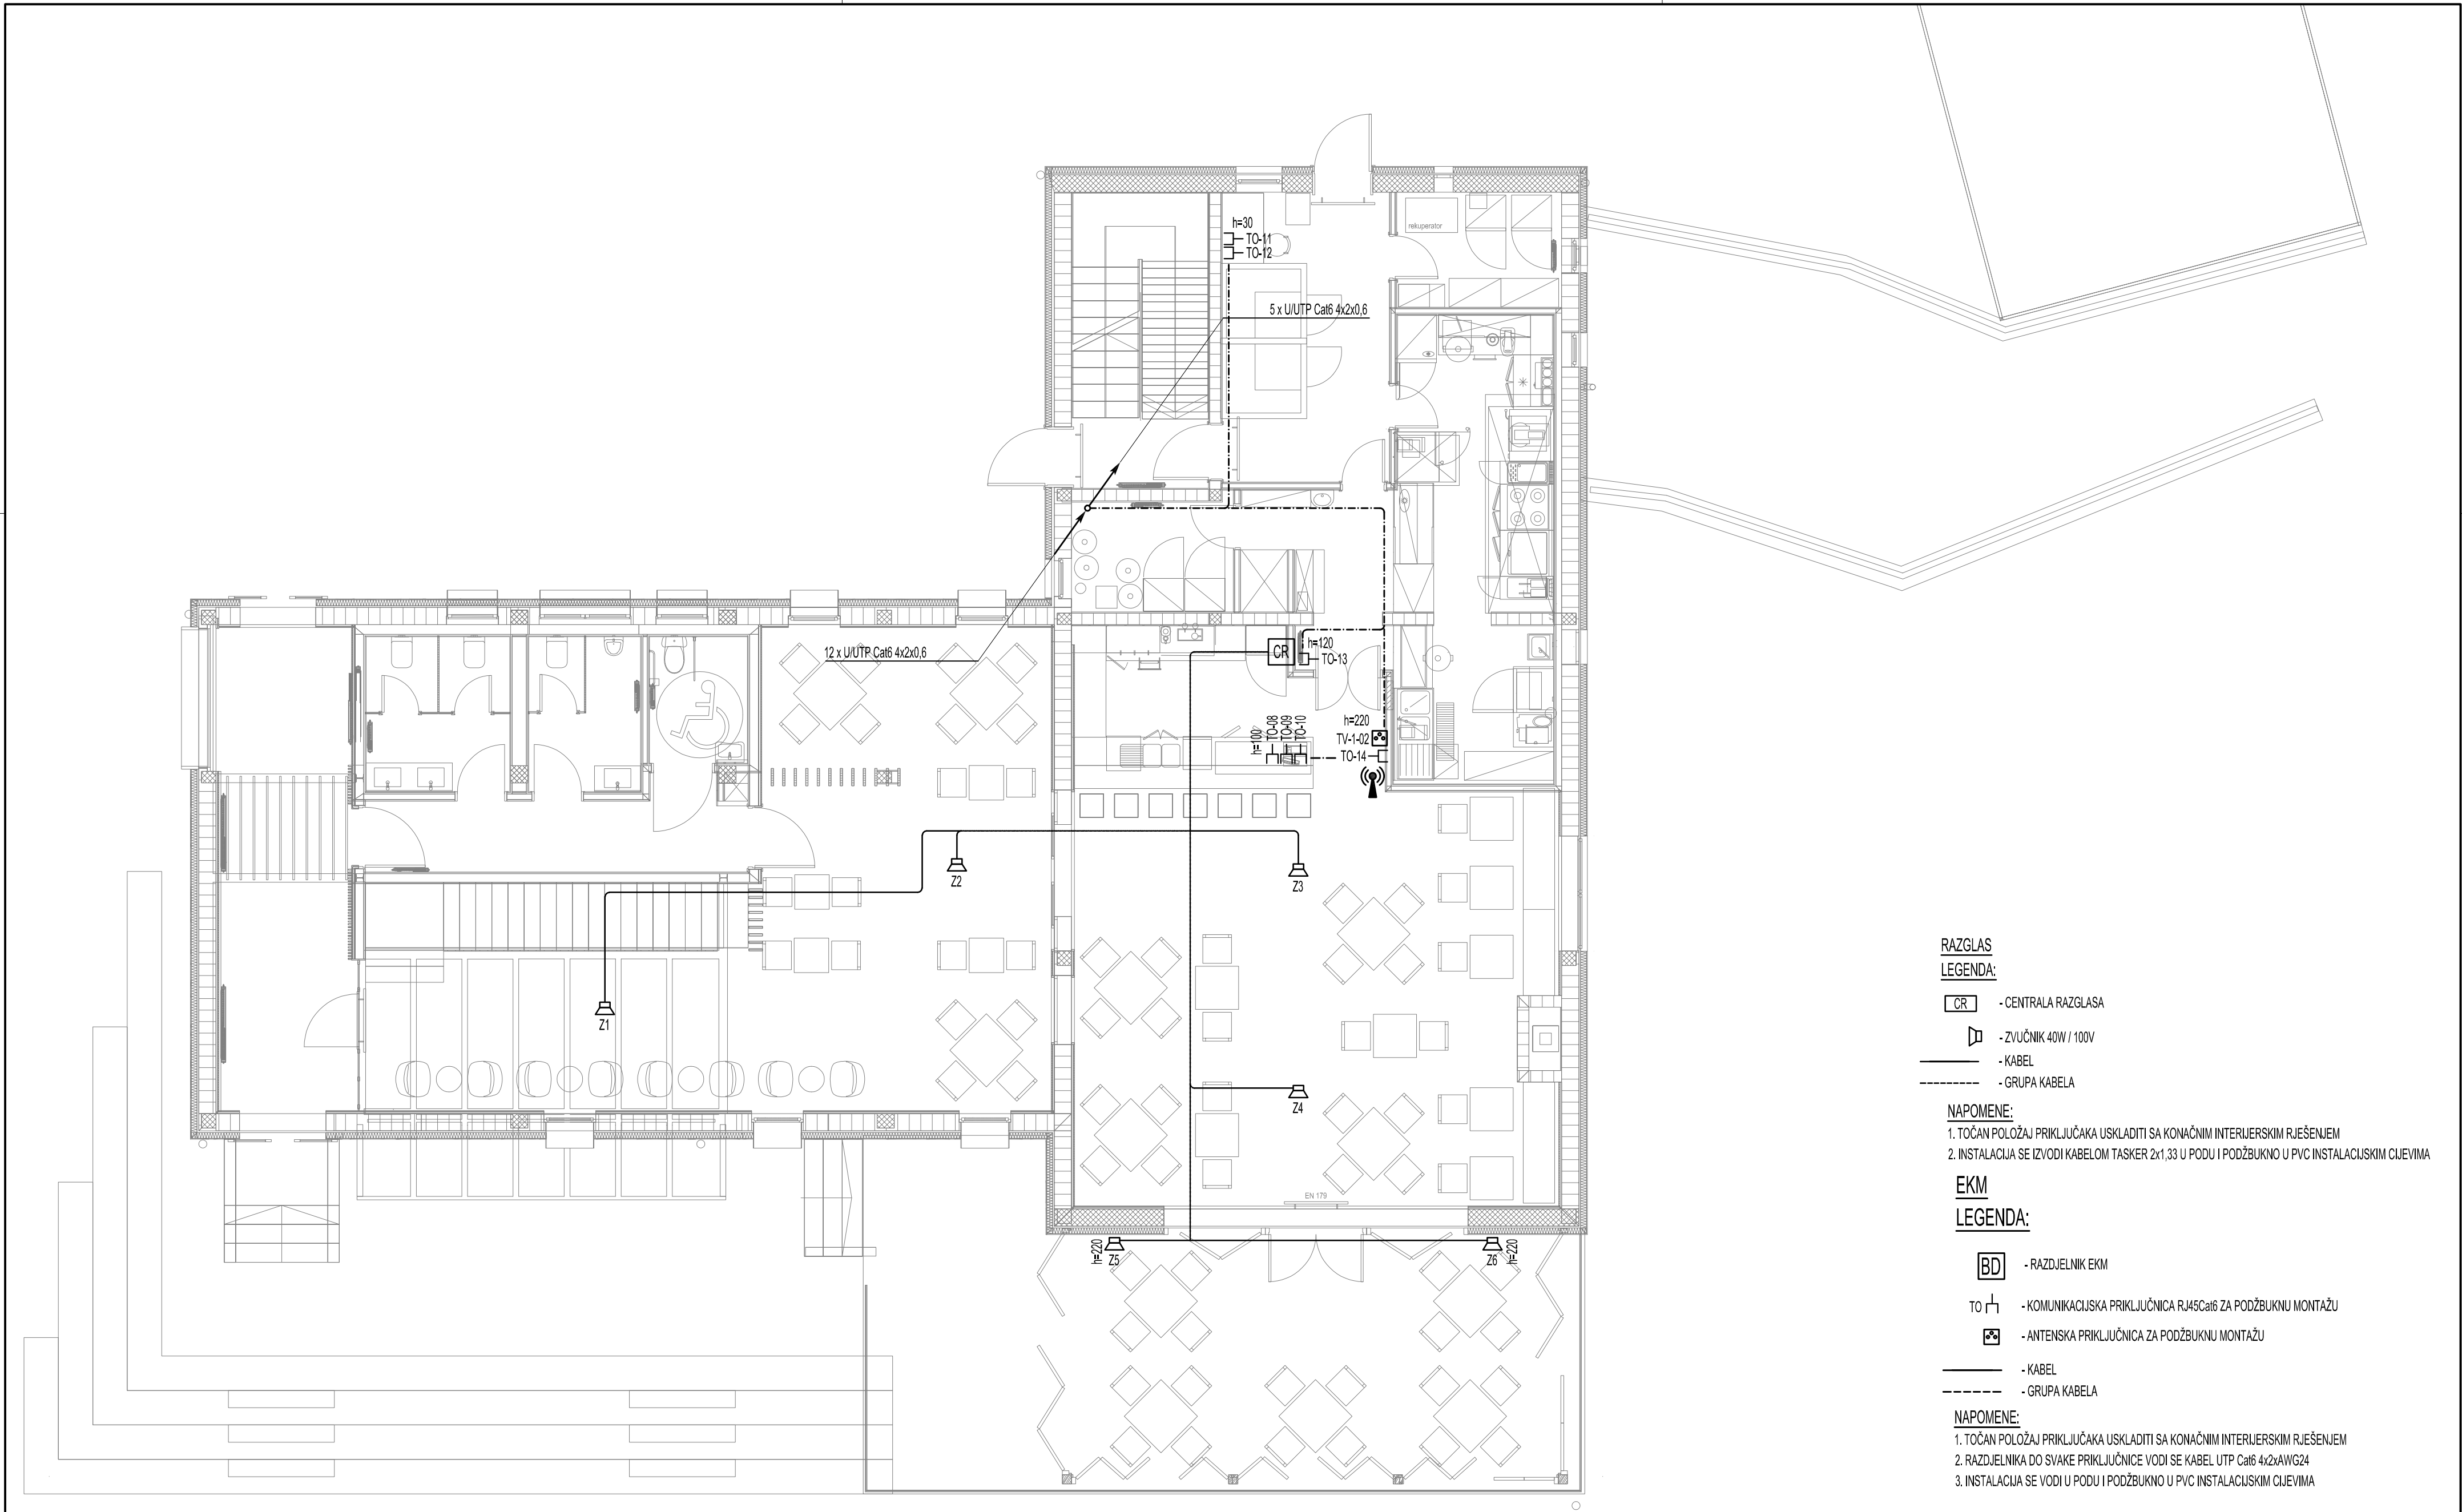 h=30
TO-11
TO-12
rekuperator
5 x U/UTP Cat6 4x2x0,6
12 x U/UTP Cat6 4x2x0,6
CR
h=120
TO-13
h=100
TO-08
TO-09
TO-10
h=220
TV-1-02
TO-14
Z2
Z3
Z1
Z4
EN 179
h=220
Z5
Z6
h=220
RAZGLAS
LEGENDA:
CR - CENTRALA RAZGLASA
- ZVUČNIK 40W / 100V
- KABEL
- GRUPA KABELA
NAPOMENE:
1. TOČAN POLOŽAJ PRIKLJUČAKA USKLADITI SA KONAČNIM INTERIJERSKIM RJEŠENJEM
2. INSTALACIJA SE IZVODI KABELOM TASKER 2x1,33 U PODU I PODŽBUKNO U PVC INSTALACIJSKIM CIJEVIMA
EKM
LEGENDA:
BD - RAZDJELNIK EKM
TO - KOMUNIKACIJSKA PRIKLJUČNICA RJ45Cat6 ZA PODŽBUKNU MONTAŽU
- ANTENSKA PRIKLJUČNICA ZA PODŽBUKNU MONTAŽU
- KABEL
- GRUPA KABELA
NAPOMENE:
1. TOČAN POLOŽAJ PRIKLJUČAKA USKLADITI SA KONAČNIM INTERIJERSKIM RJEŠENJEM
2. RAZDJELNIKA DO SVAKE PRIKLJUČNICE VODI SE KABEL UTP Cat6 4x2xAWG24
3. INSTALACIJA SE VODI U PODU I PODŽBUKNO U PVC INSTALACIJSKIM CIJEVIMA